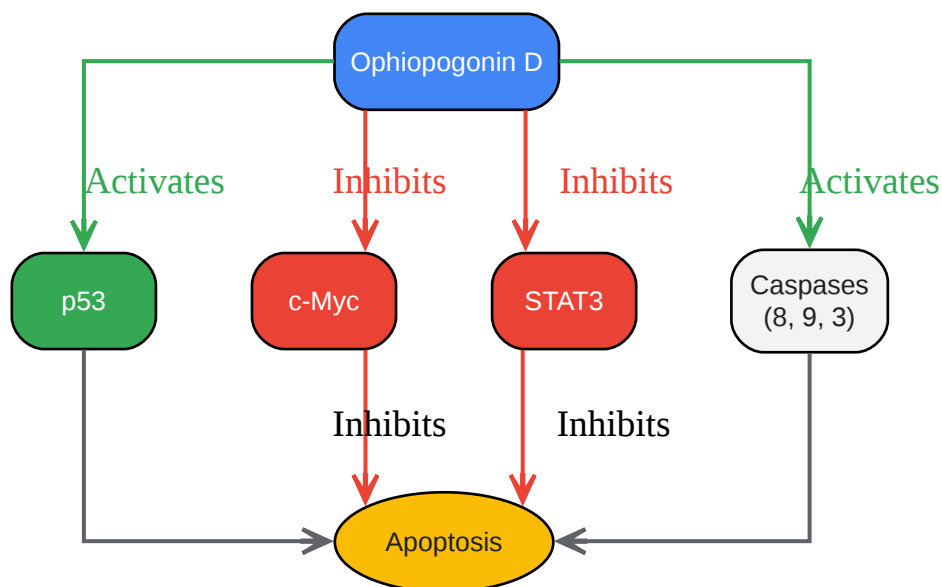 Ophiopogonin D
Activates
Inhibits
Inhibits
Activates
p53
c-Myc
STAT3
Caspases
(8, 9, 3)
Inhibits
Inhibits
Apoptosis